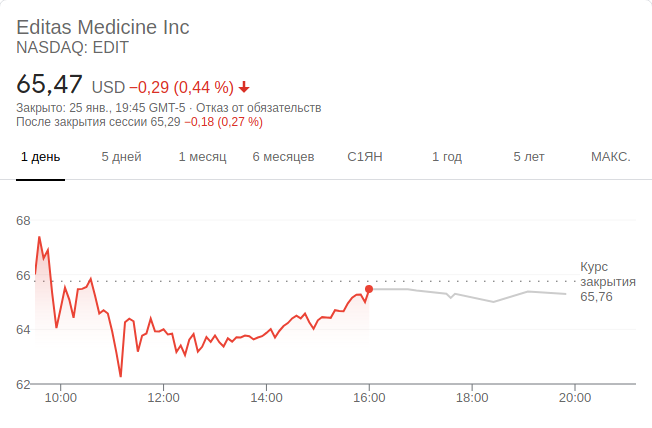 Editas Medicine Inc
NASDAQ: EDIT
65,47 USD −0,29 (0,44 %)
Закрыто: 25 янв., 19:45 GMT-5 · Отказ от обязательств
После закрытия сессии 65,29 −0,18 (0,27 %)
1 день 5 дней 1 месяц 6 месяцев С1ЯН 1 год 5 лет МАКС.
68
66
64
62
Курс
закрытия
65,76
10:00 12:00 14:00 16:00 18:00 20:00